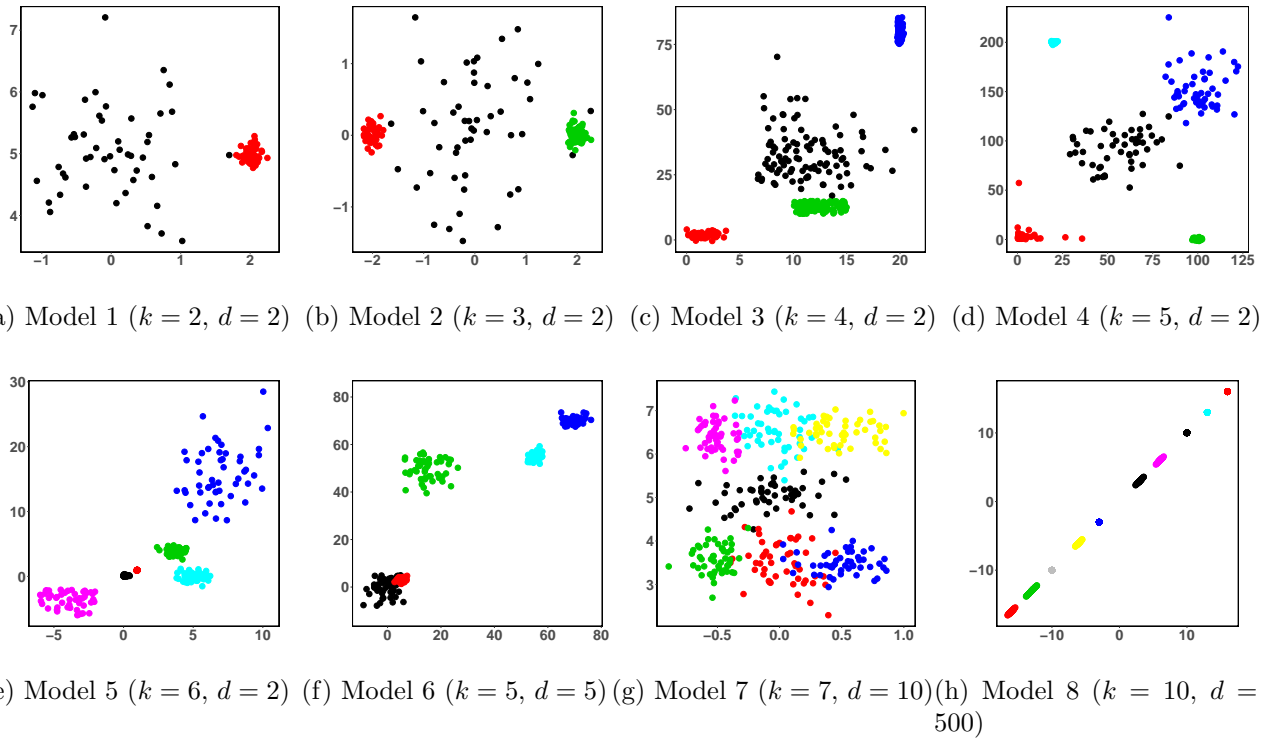 7
6
5
4
−1 0 1 2
1
0
−1
−2 −1 0 1 2
75
50
25
0
0 5 10 15 20
200
150
100
50
0
0 25 50 75 100 125
a) Model 1 (k = 2, d = 2)
(b) Model 2 (k = 3, d = 2)
(c) Model 3 (k = 4, d = 2)
(d) Model 4 (k = 5, d = 2)
30
20
10
0
−5 0 5 10
80
60
40
20
0
0 20 40 60 80
7
6
5
4
3
−0.5 0.0 0.5 1.0
10
0
−10
−10 0 10
e) Model 5 (k = 6, d = 2)
(f) Model 6 (k = 5, d = 5)
(g) Model 7 (k = 7, d = 10)
(h) Model 8 (k = 10, d =
500)